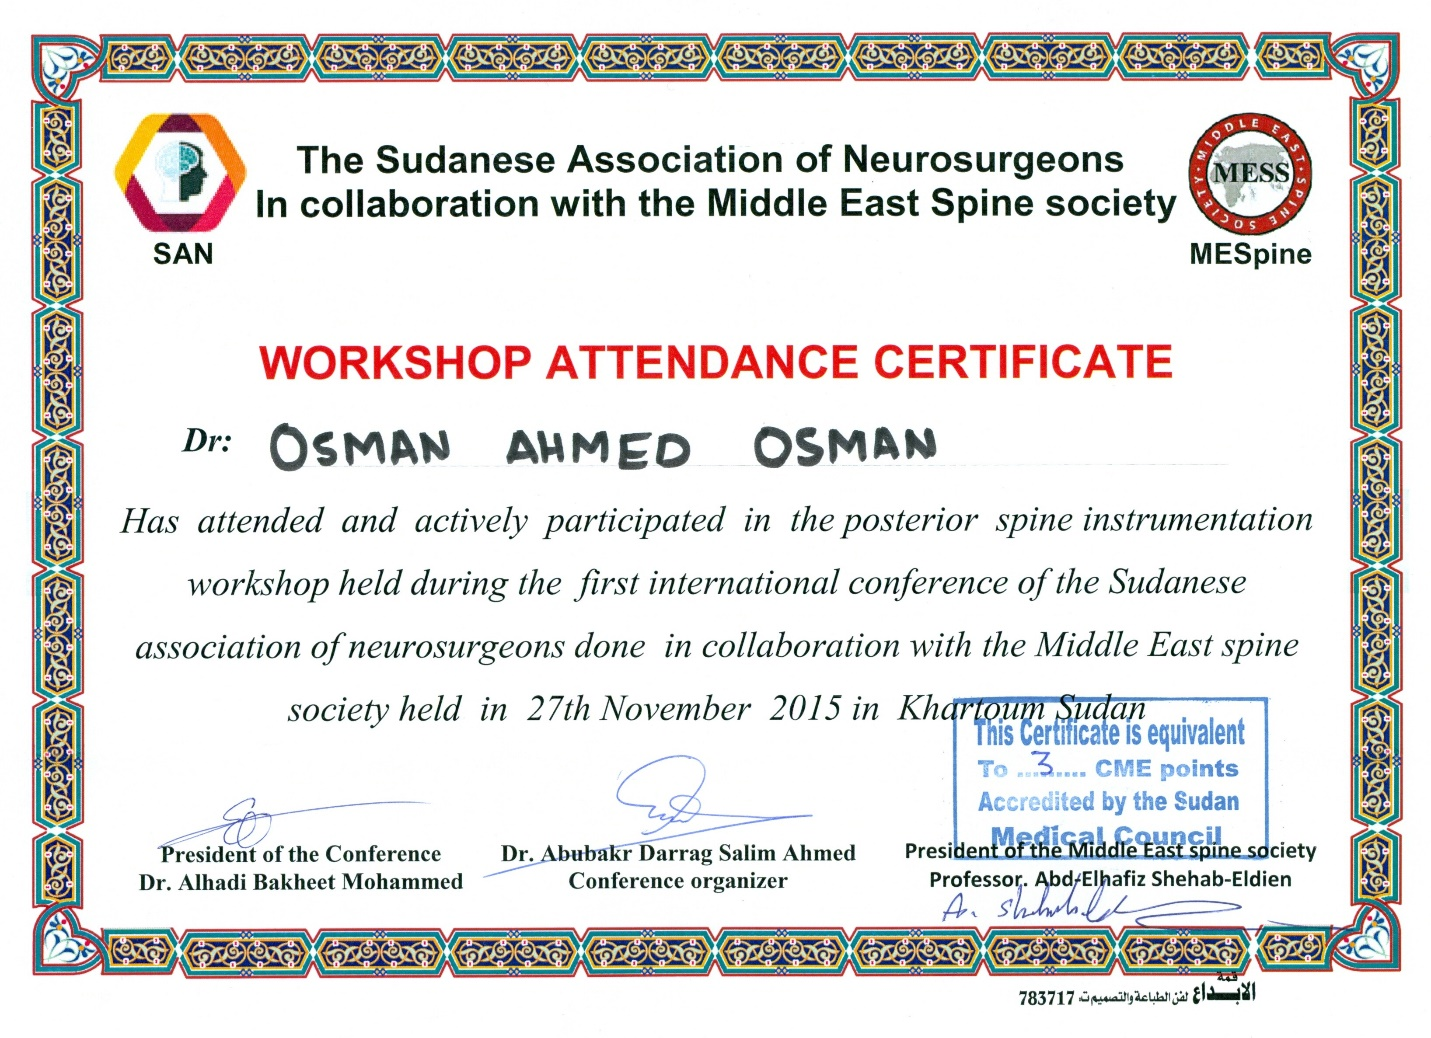 The Sudanese Association of Neurosurgeons
In collaboration with the Middle East Spine society
SAN
MIDDLE EAST SPINE SOCIETY
MESS
MESpine
WORKSHOP ATTENDANCE CERTIFICATE
Dr: OSMAN AHMED OSMAN
Has attended and actively participated in the posterior spine instrumentation
workshop held during the first international conference of the Sudanese
association of neurosurgeons done in collaboration with the Middle East spine
society held in 27th November 2015 in Khartoum Sudan
This Certificate is equivalent
To ...3..... CME points
Accredited by the Sudan
Medical Council
President of the Conference
Dr. Alhadi Bakheet Mohammed
Dr. Abubakr Darrag Salim Ahmed
Conference organizer
President of the Middle East spine society
Professor. Abd-Elhafiz Shehab-Eldien
قمة
الابـــداع لفن الطباعة والتصميم ت: 783717